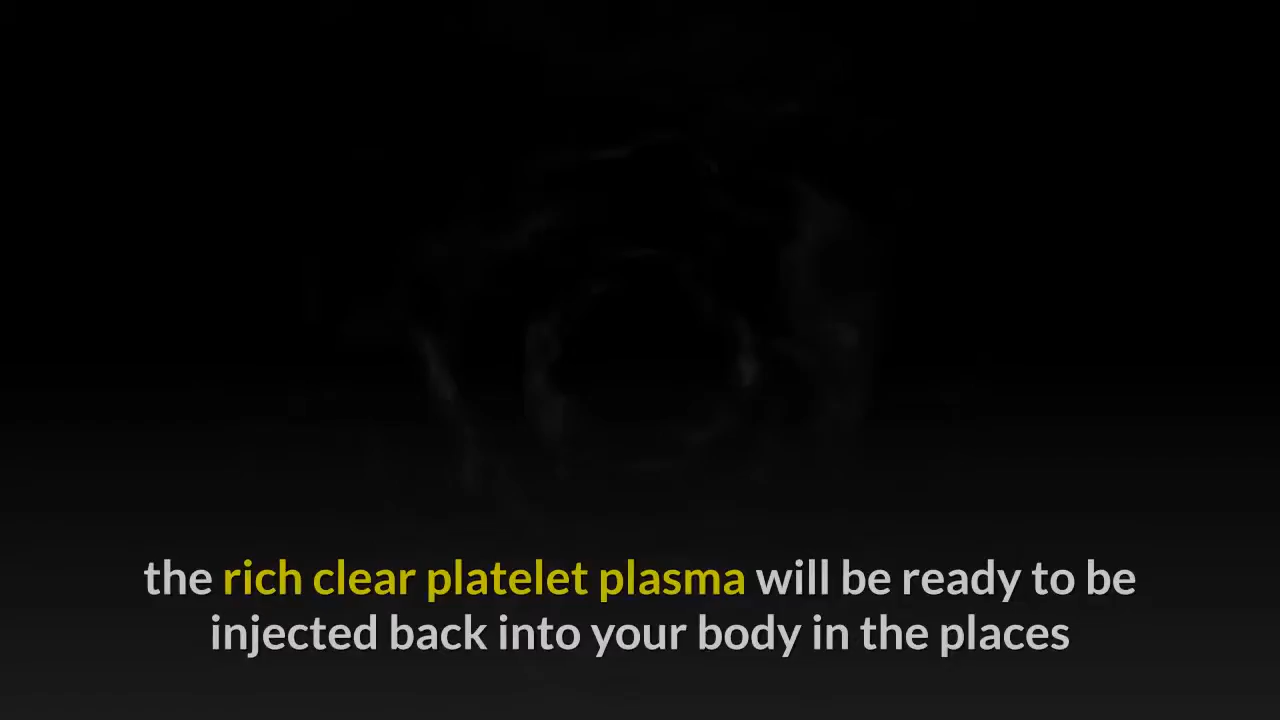 the rich clear platelet plasma will be ready to be
injected back into your body in the places